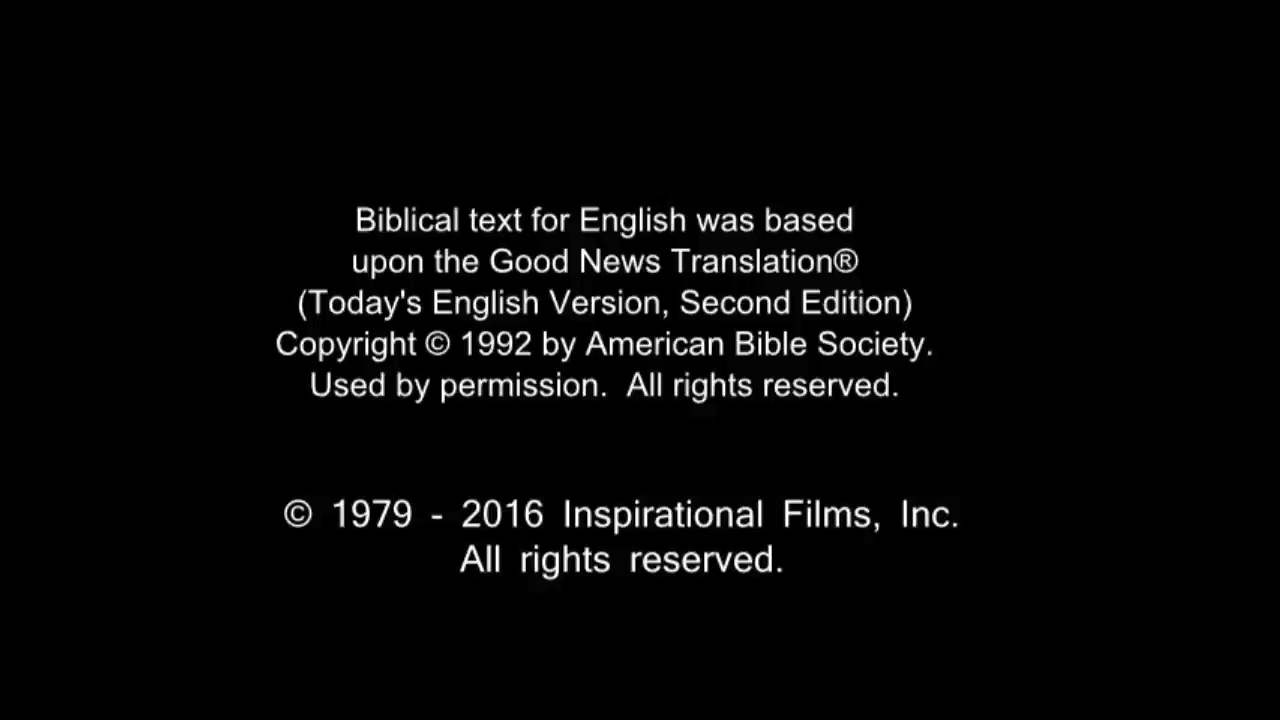 Biblical text for English was based
upon the Good News Translation®
(Today's English Version, Second Edition)
Copyright © 1992 by American Bible Society.
Used by permission.  All rights reserved.
© 1979 - 2016 Inspirational Films, Inc.
All rights reserved.